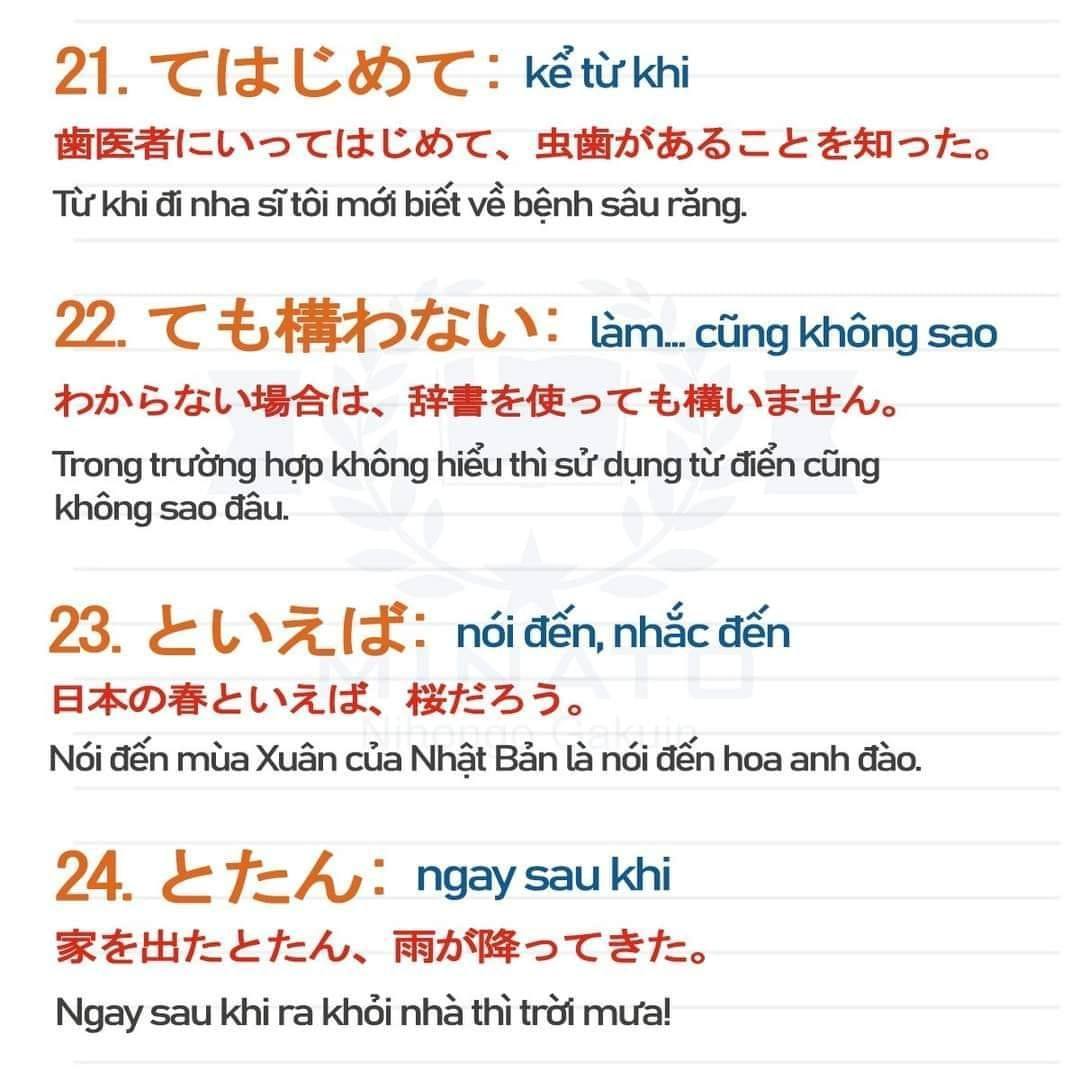 21. てはじめて: kể từ khi
歯医者にいってはじめて、虫歯があることを知った。
Từ khi đi nha sĩ tôi mới biết về bệnh sâu răng.
22. ても構わない: làm... cũng không sao
わからない場合は、辞書を使っても構いません。
Trong trường hợp không hiểu thì sử dụng từ điển cũng
không sao đâu.
23. といえば: nói đến, nhắc đến
MINATO
日本の春といえば、桜だろう。
Nihongo Gakuin
Nói đến mùa Xuân của Nhật Bản là nói đến hoa anh đào.
24. とたん: ngay sau khi
家を出たとたん、雨が降ってきた。
Ngay sau khi ra khỏi nhà thì trời mưa!